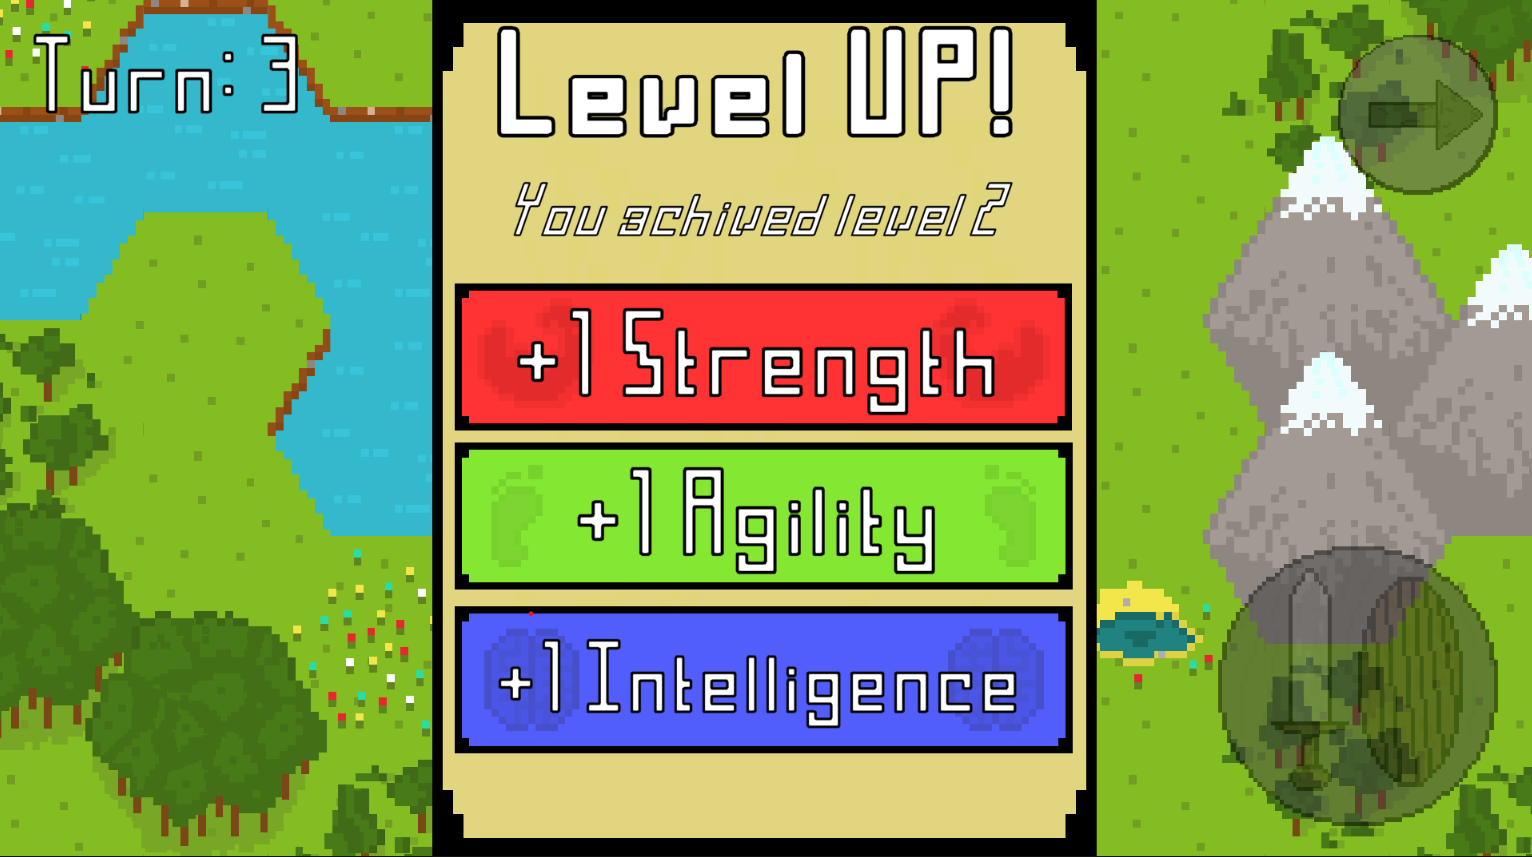 Turn: 3
Level UP!
You achived level 2
+1 Strength
+1 Agility
+1 Intelligence